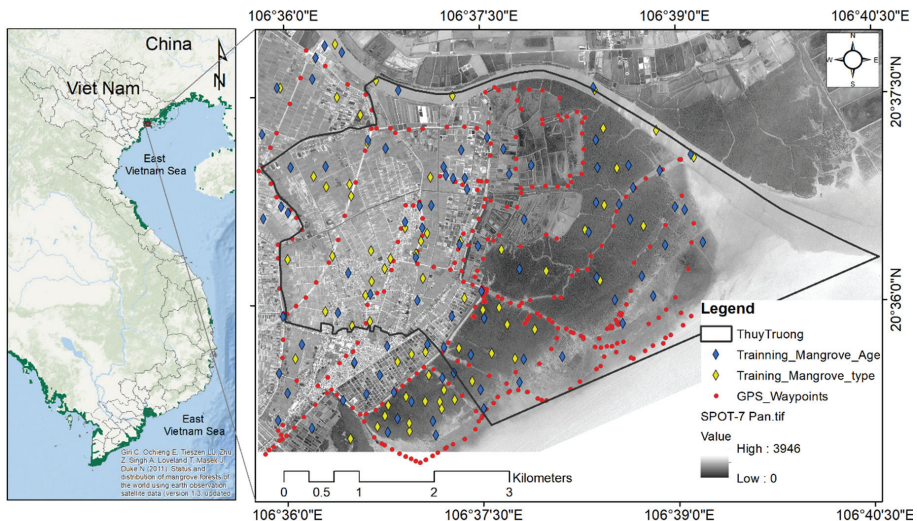 China
N
Viet Nam
East
Vietnam Sea
East
Vietnam Sea
Giri C, Ochieng E, Tieszen LL, Zhu
Z, Singh A, Loveland T, Masek J,
Duke N (2011). Status and
distribution of mangrove forests of
the world using earth observation
satellite data (version 1.3, updated
106°36'0"E
106°37'30"E
106°39'0"E
106°40'30"E
N
W
E
S
20°37'30"N
20°36'0"N
Legend
ThuyTruong
Trainning_Mangrove_Age
Training_Mangrove_type
GPS_Waypoints
SPOT-7 Pan.tif
Value
High : 3946
Low : 0
Kilometers
0 0.5 1 2 3
106°36'0"E
106°37'30"E
106°39'0"E
106°40'30"E